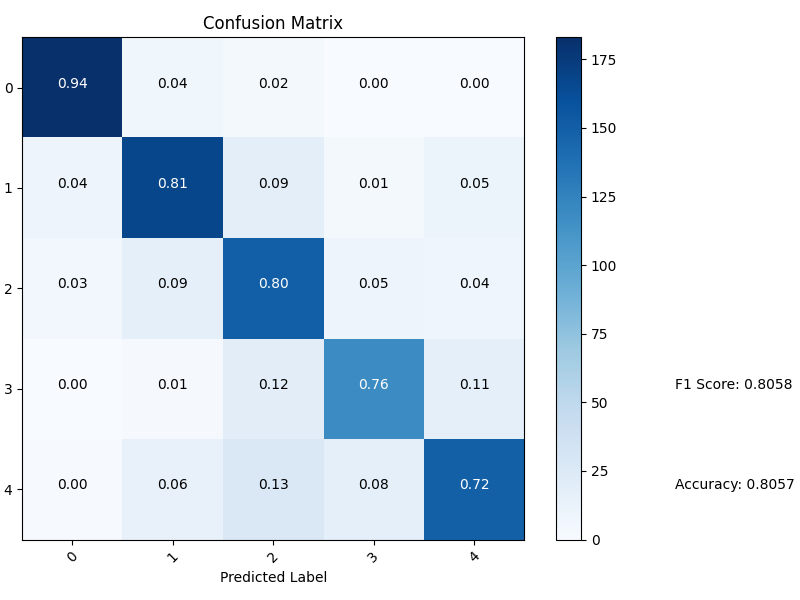 Confusion Matrix
0 0.94 0.04 0.02 0.00 0.00
1 0.04 0.81 0.09 0.01 0.05
2 0.03 0.09 0.80 0.05 0.04
3 0.00 0.01 0.12 0.76 0.11
4 0.00 0.06 0.13 0.08 0.72
0 1 2 3 4
Predicted Label
175
150
125
100
75
50
25
0
F1 Score: 0.8058
Accuracy: 0.8057